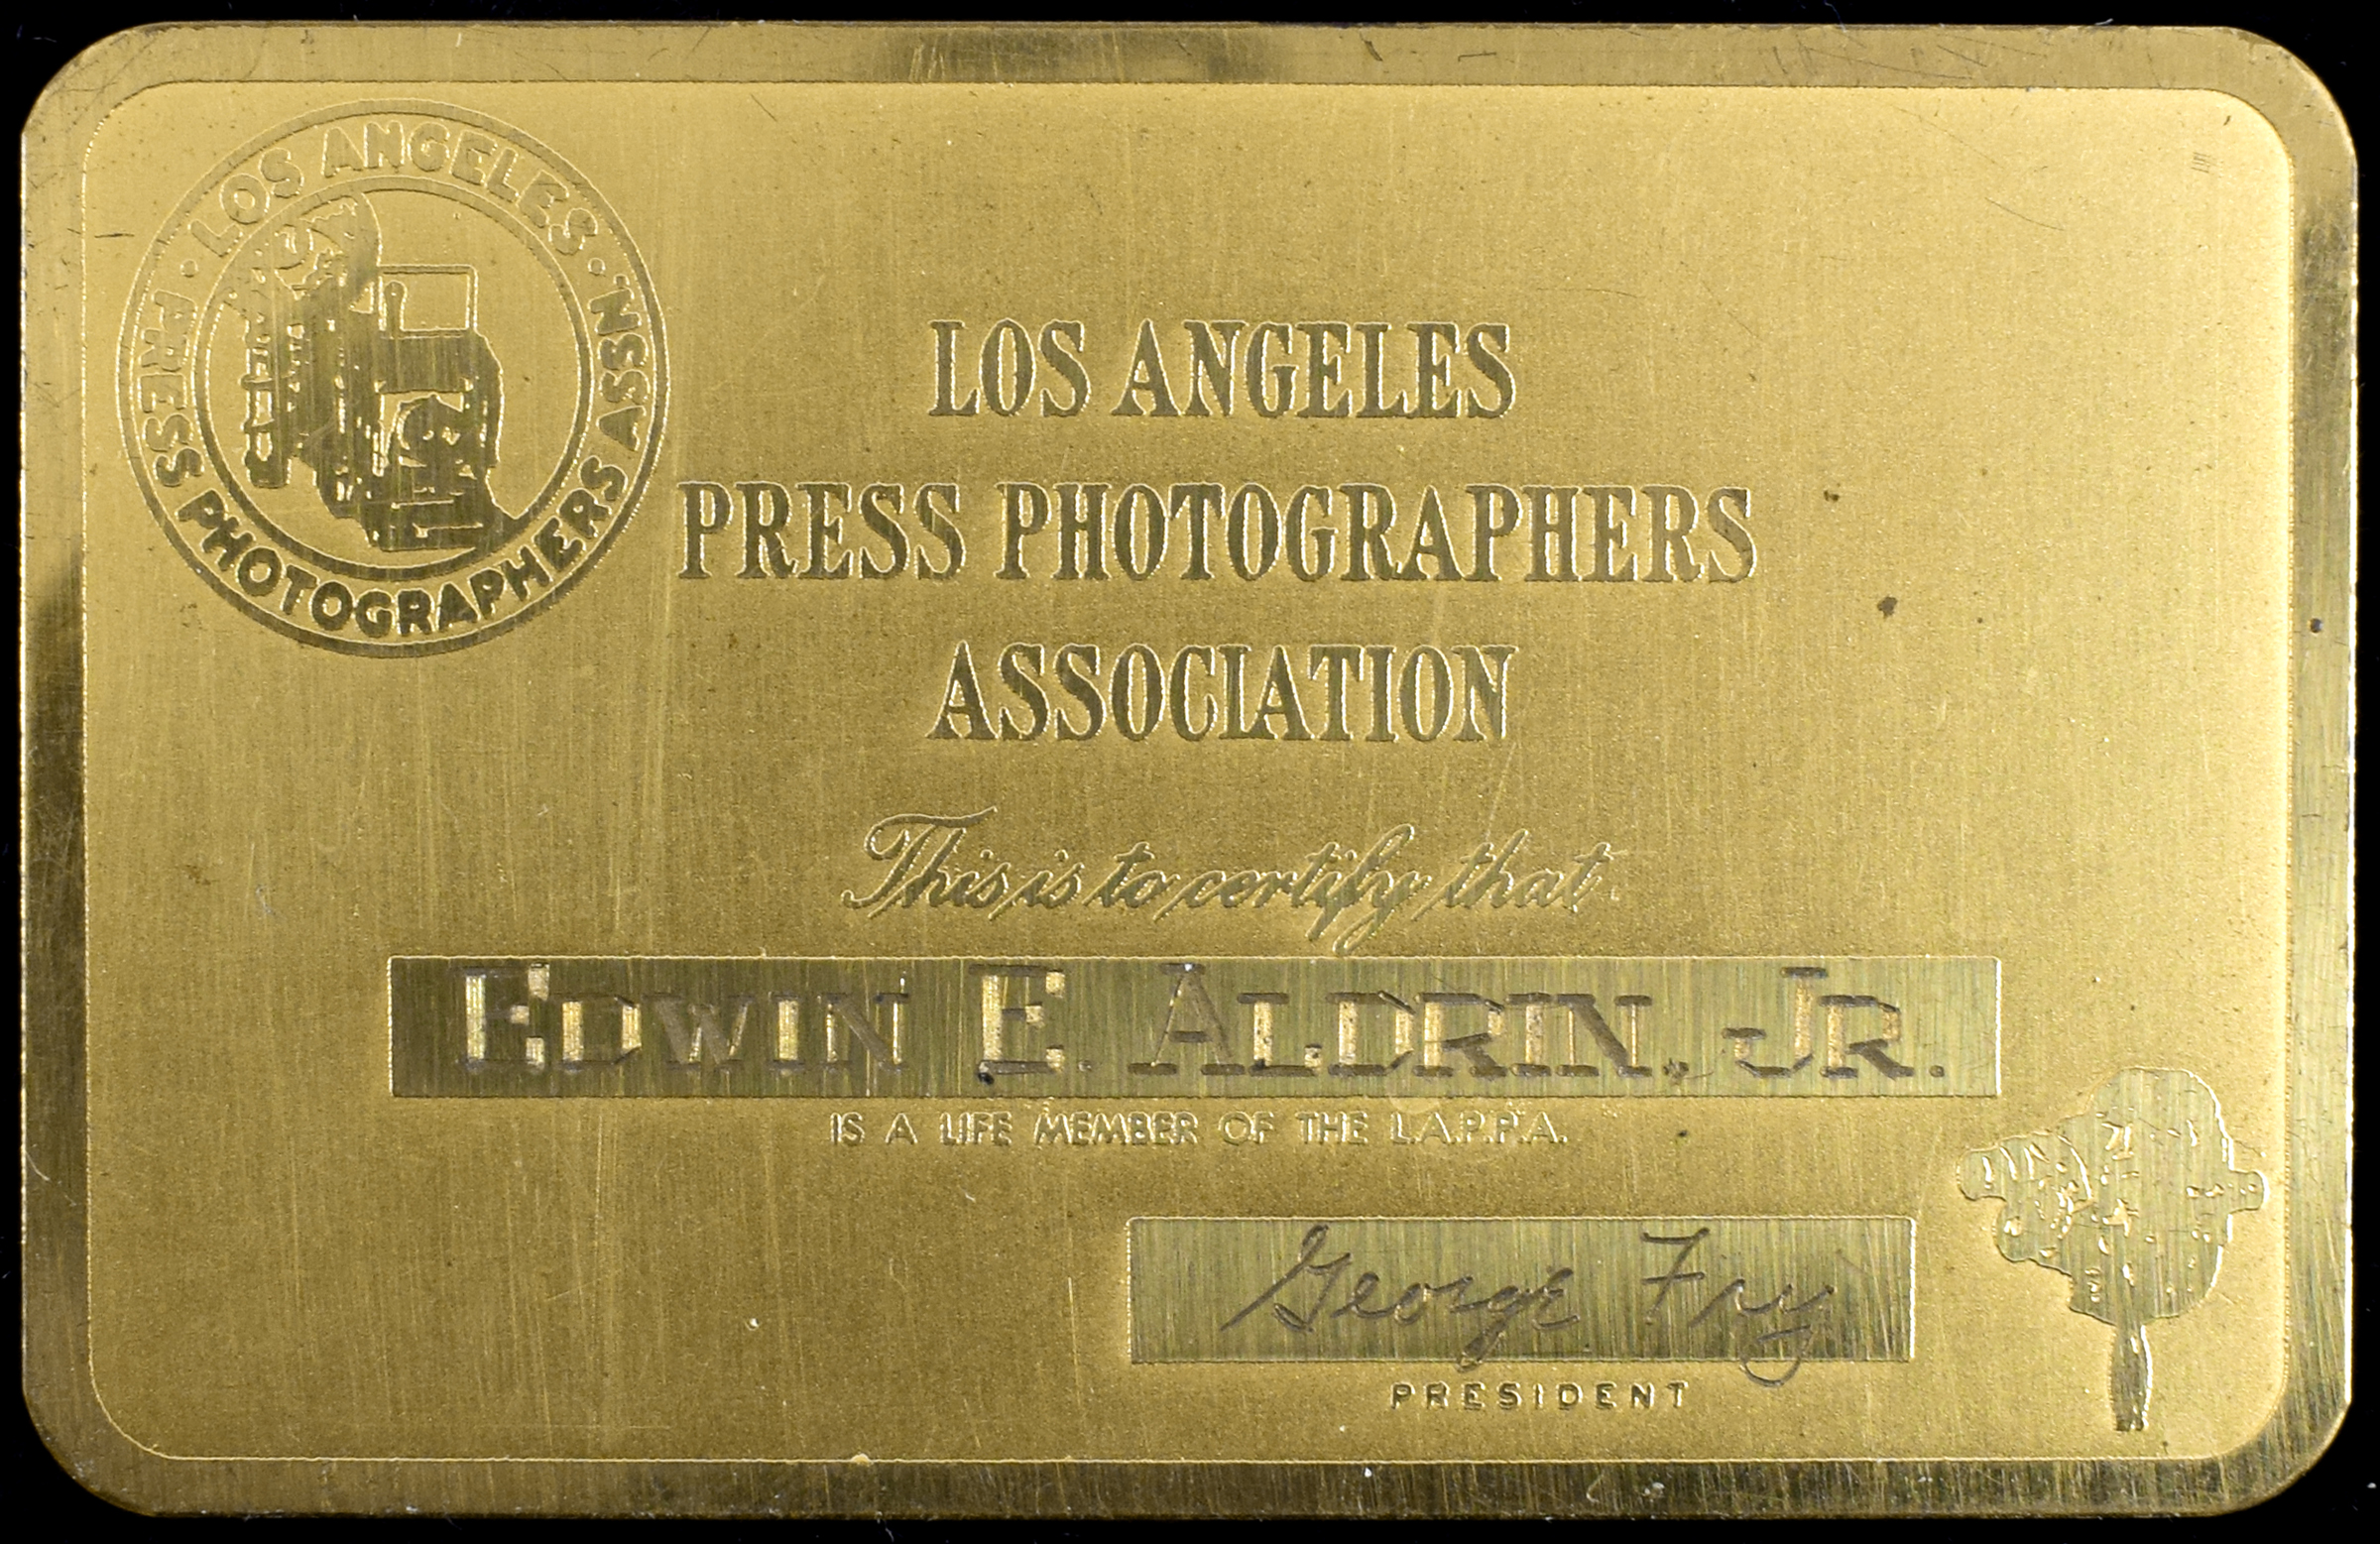 · LOS ANGELES · PRESS PHOTOGRAPHERS ASS'N.
LOS ANGELES
PRESS PHOTOGRAPHERS
ASSOCIATION
This is to certify that
EDWIN E. ALDRIN, JR.
IS A LIFE MEMBER OF THE L.A.P.P.A.
George Fry
PRESIDENT